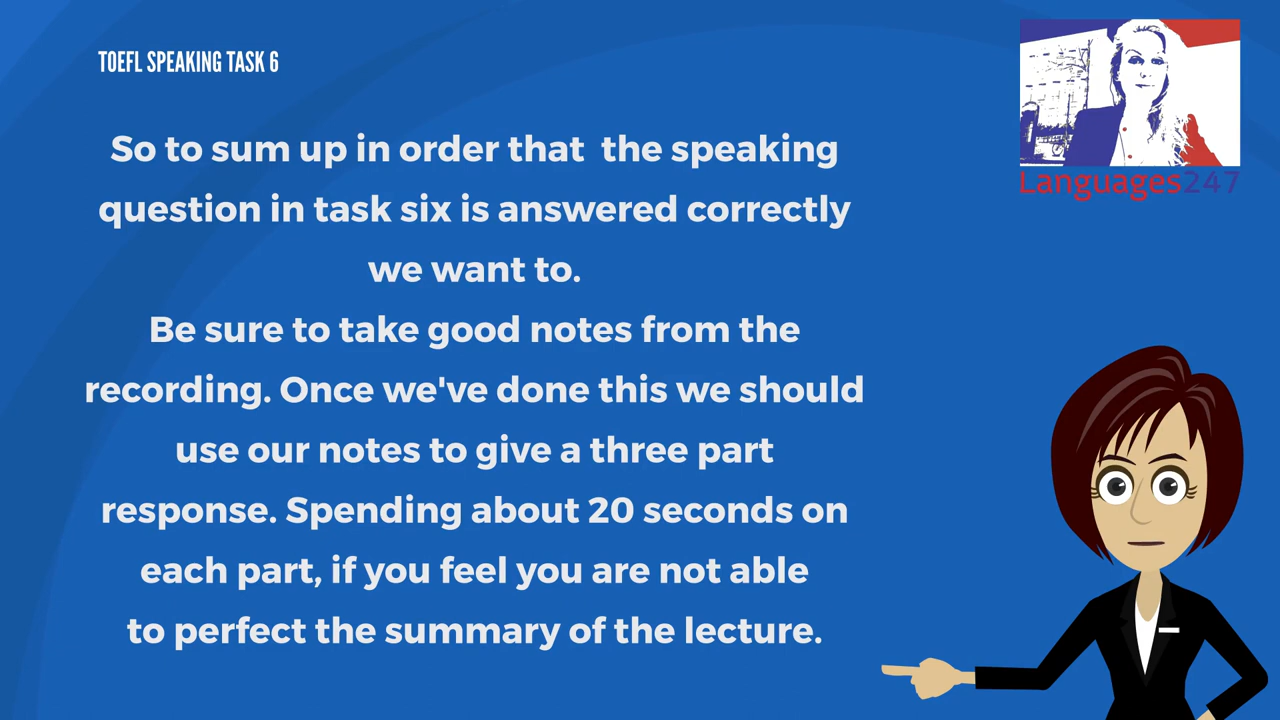 TOEFL SPEAKING TASK 6
Languages247
So to sum up in order that the speaking
question in task six is answered correctly
we want to.
Be sure to take good notes from the
recording. Once we've done this we should
use our notes to give a three part
response. Spending about 20 seconds on
each part, if you feel you are not able
to perfect the summary of the lecture.